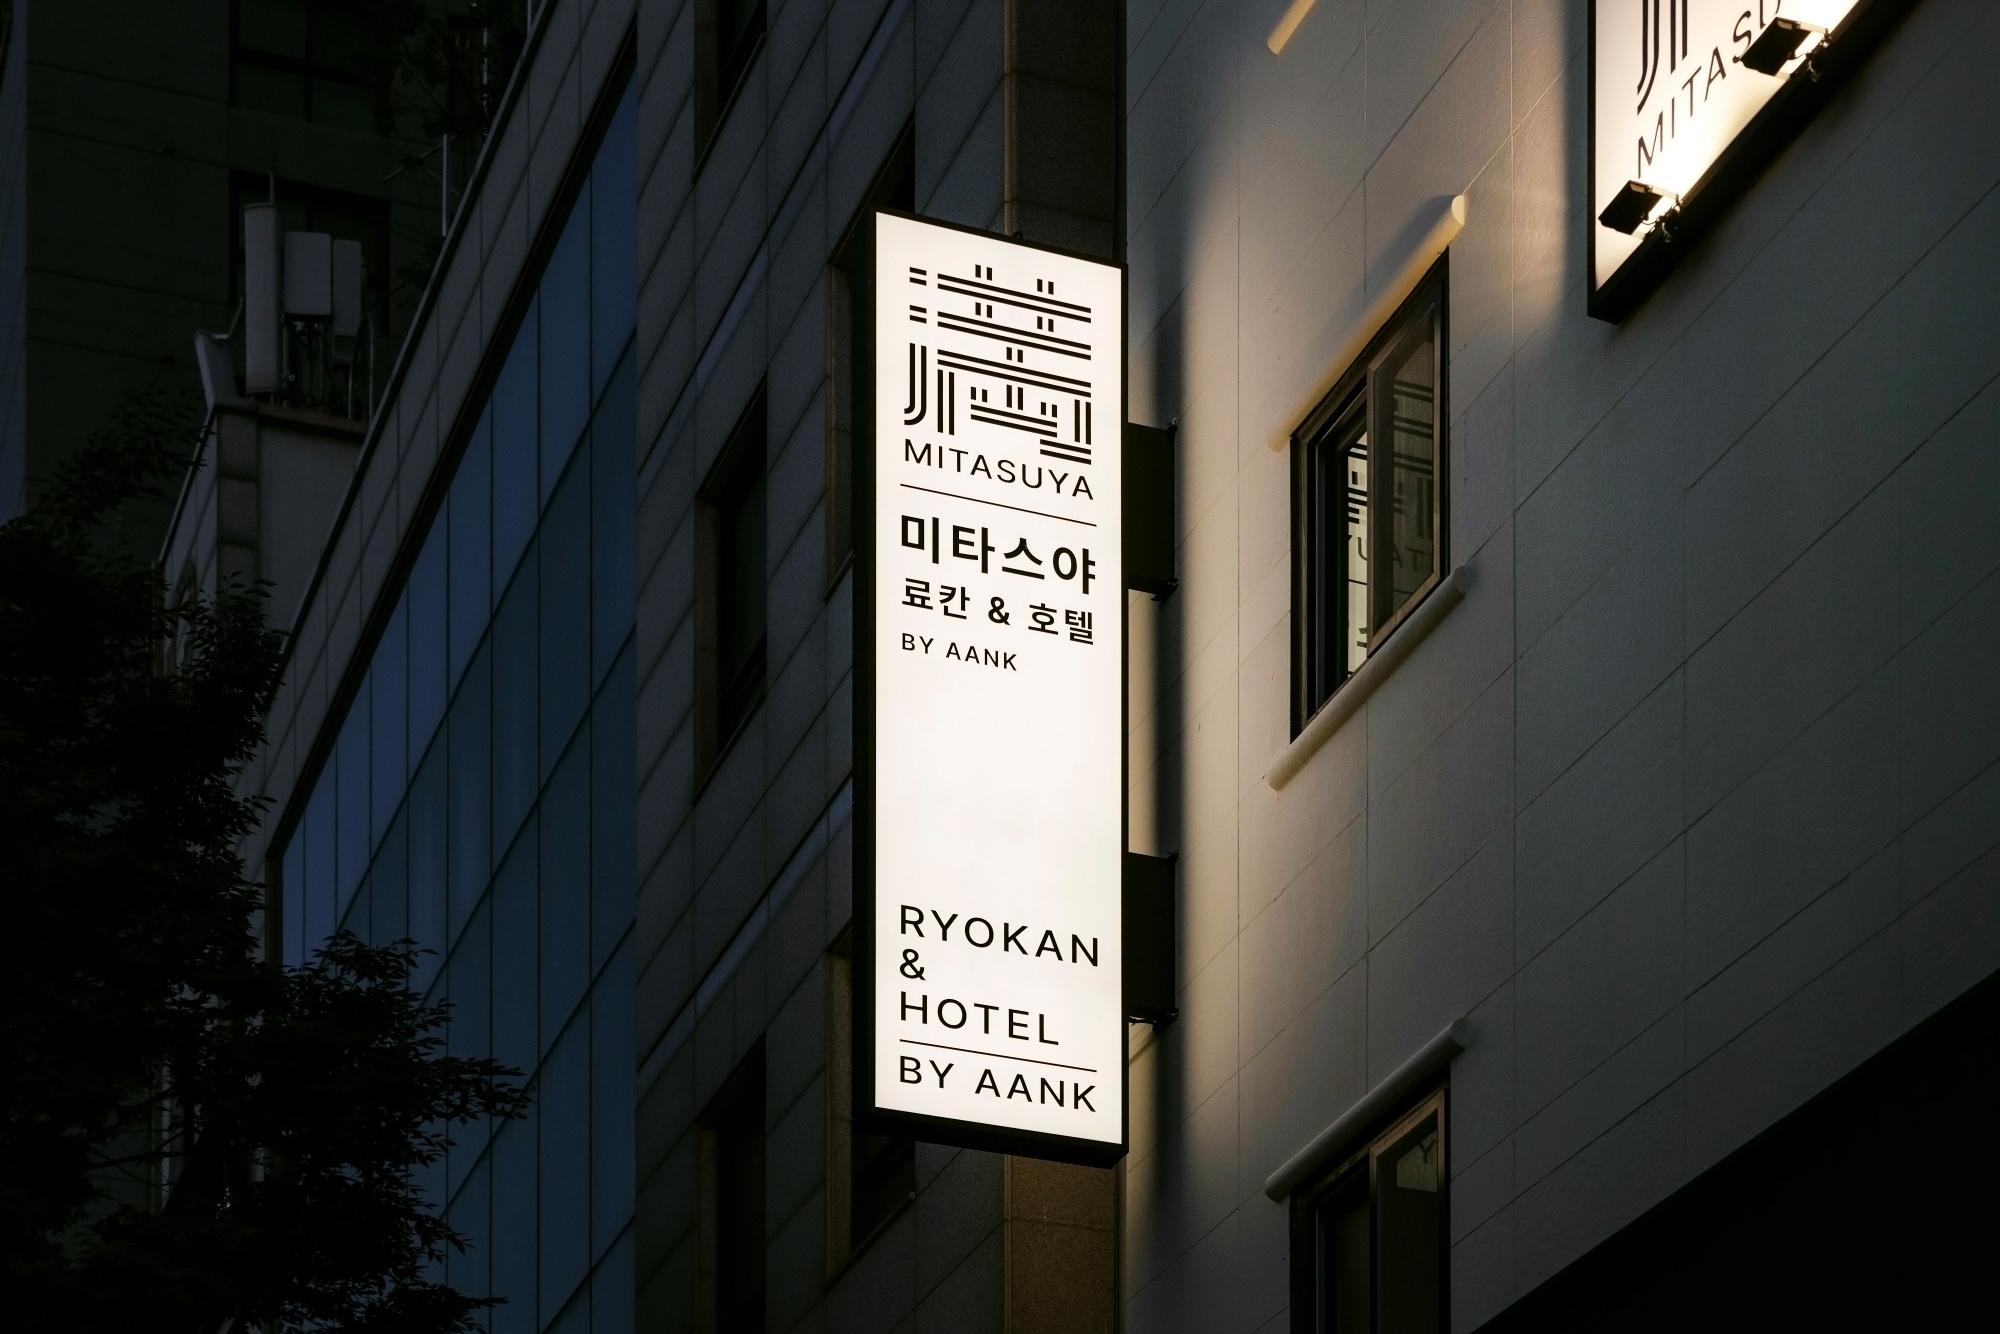 MITASUYA
미타스야
료칸 & 호텔
BY AANK
RYOKAN
&
HOTEL
BY AANK
MITASU